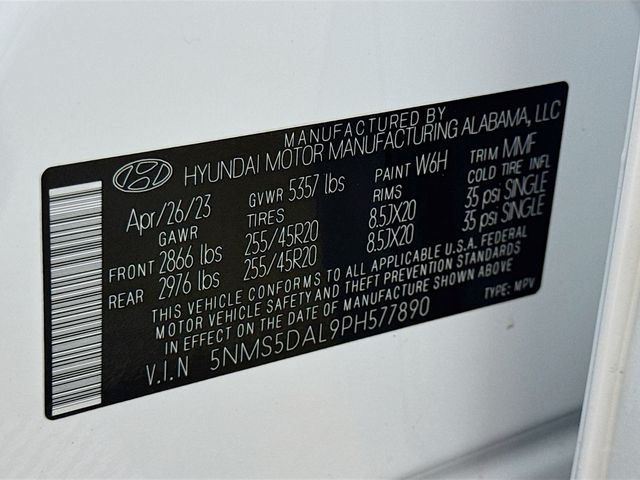 MANUFACTURED BY
HYUNDAI MOTOR MANUFACTURING ALABAMA, LLC
Apr/26/23 GVWR 5357 lbs PAINT W6H TRIM MMF
GAWR TIRES RIMS COLD TIRE INFL
FRONT 2866 lbs 255/45R20 8.5JX20 35 psi SINGLE
REAR 2976 lbs 255/45R20 8.5JX20 35 psi SINGLE
THIS VEHICLE CONFORMS TO ALL APPLICABLE U.S.A. FEDERAL
MOTOR VEHICLE SAFETY AND THEFT PREVENTION STANDARDS
IN EFFECT ON THE DATE OF MANUFACTURE SHOWN ABOVE
V.I.N 5NMS5DAL9PH577890 TYPE: MPV